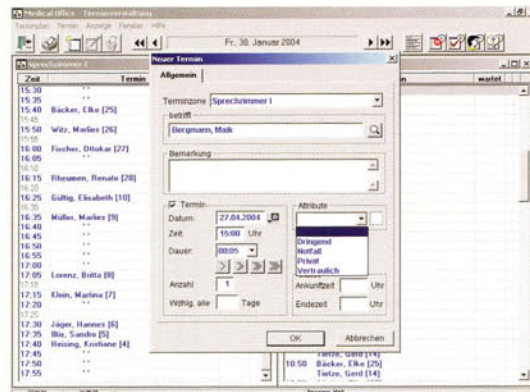 Medical Office - Terminverwaltung
Terminplan Termin Anzeige Fenster Hilfe
Fr, 30. Januar 2004
Sprechzimmer I
Zeit Termin
15:30 ''
15:35 ''
15:40 Bäcker, Elke [25]
15:45
15:50 Witz, Marlies [26]
15:55
16:00 Fischer, Ottokar [27]
16:05 ''
16:10
16:15 Rheumen, Renate [28]
16:20
16:25 Gültig, Elisabeth [10]
16:30
16:35 Müller, Marlies [9]
16:40 ''
16:45 ''
16:50 ''
16:55 ''
17:00 ''
17:05 Lorenz, Britta [8]
17:10
17:15 Klein, Martina [7]
17:20 ''
17:25
17:30 Jäger, Hannes [6]
17:35 Iltis, Sandro [5]
17:40 Heising, Kristiane [4]
17:45 ''
17:50 ''
17:55 ''
Neuer Termin
Allgemein
Terminzone Sprechzimmer I
betrifft
Bergmann, Maik
Bemerkung
Termin
Datum: 27.04.2004
Zeit: 15:00 Uhr
Dauer: 00:05
Anzahl 1
Wdhlg. alle Tage
Attribute
Dringend
Notfall
Privat
Vertraulich
Ankunftzeit Uhr
Endezeit Uhr
OK Abbrechen
wartet
Tietze, Gerd [14]
10:50 Bäcker, Elke [25]
Tietze, Gerd [14]